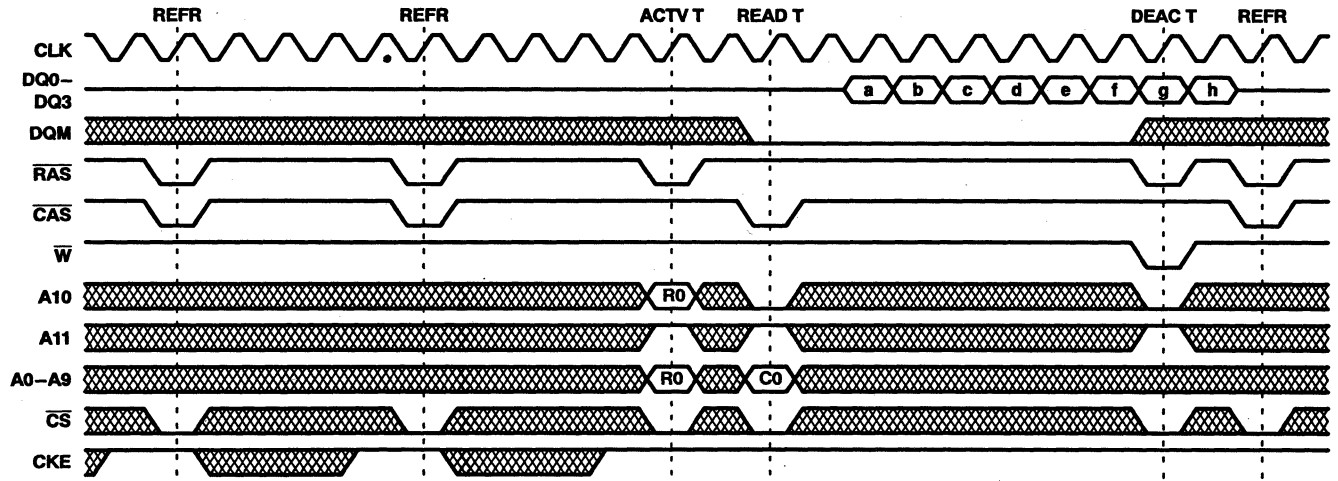 REFR REFR ACTV T READ T DEAC T REFR
CLK
DQ0–
DQ3
a b c d e f g h
DQM
RAS
CAS
W
A10 R0
A11
A0–A9 R0 C0
CS
CKE